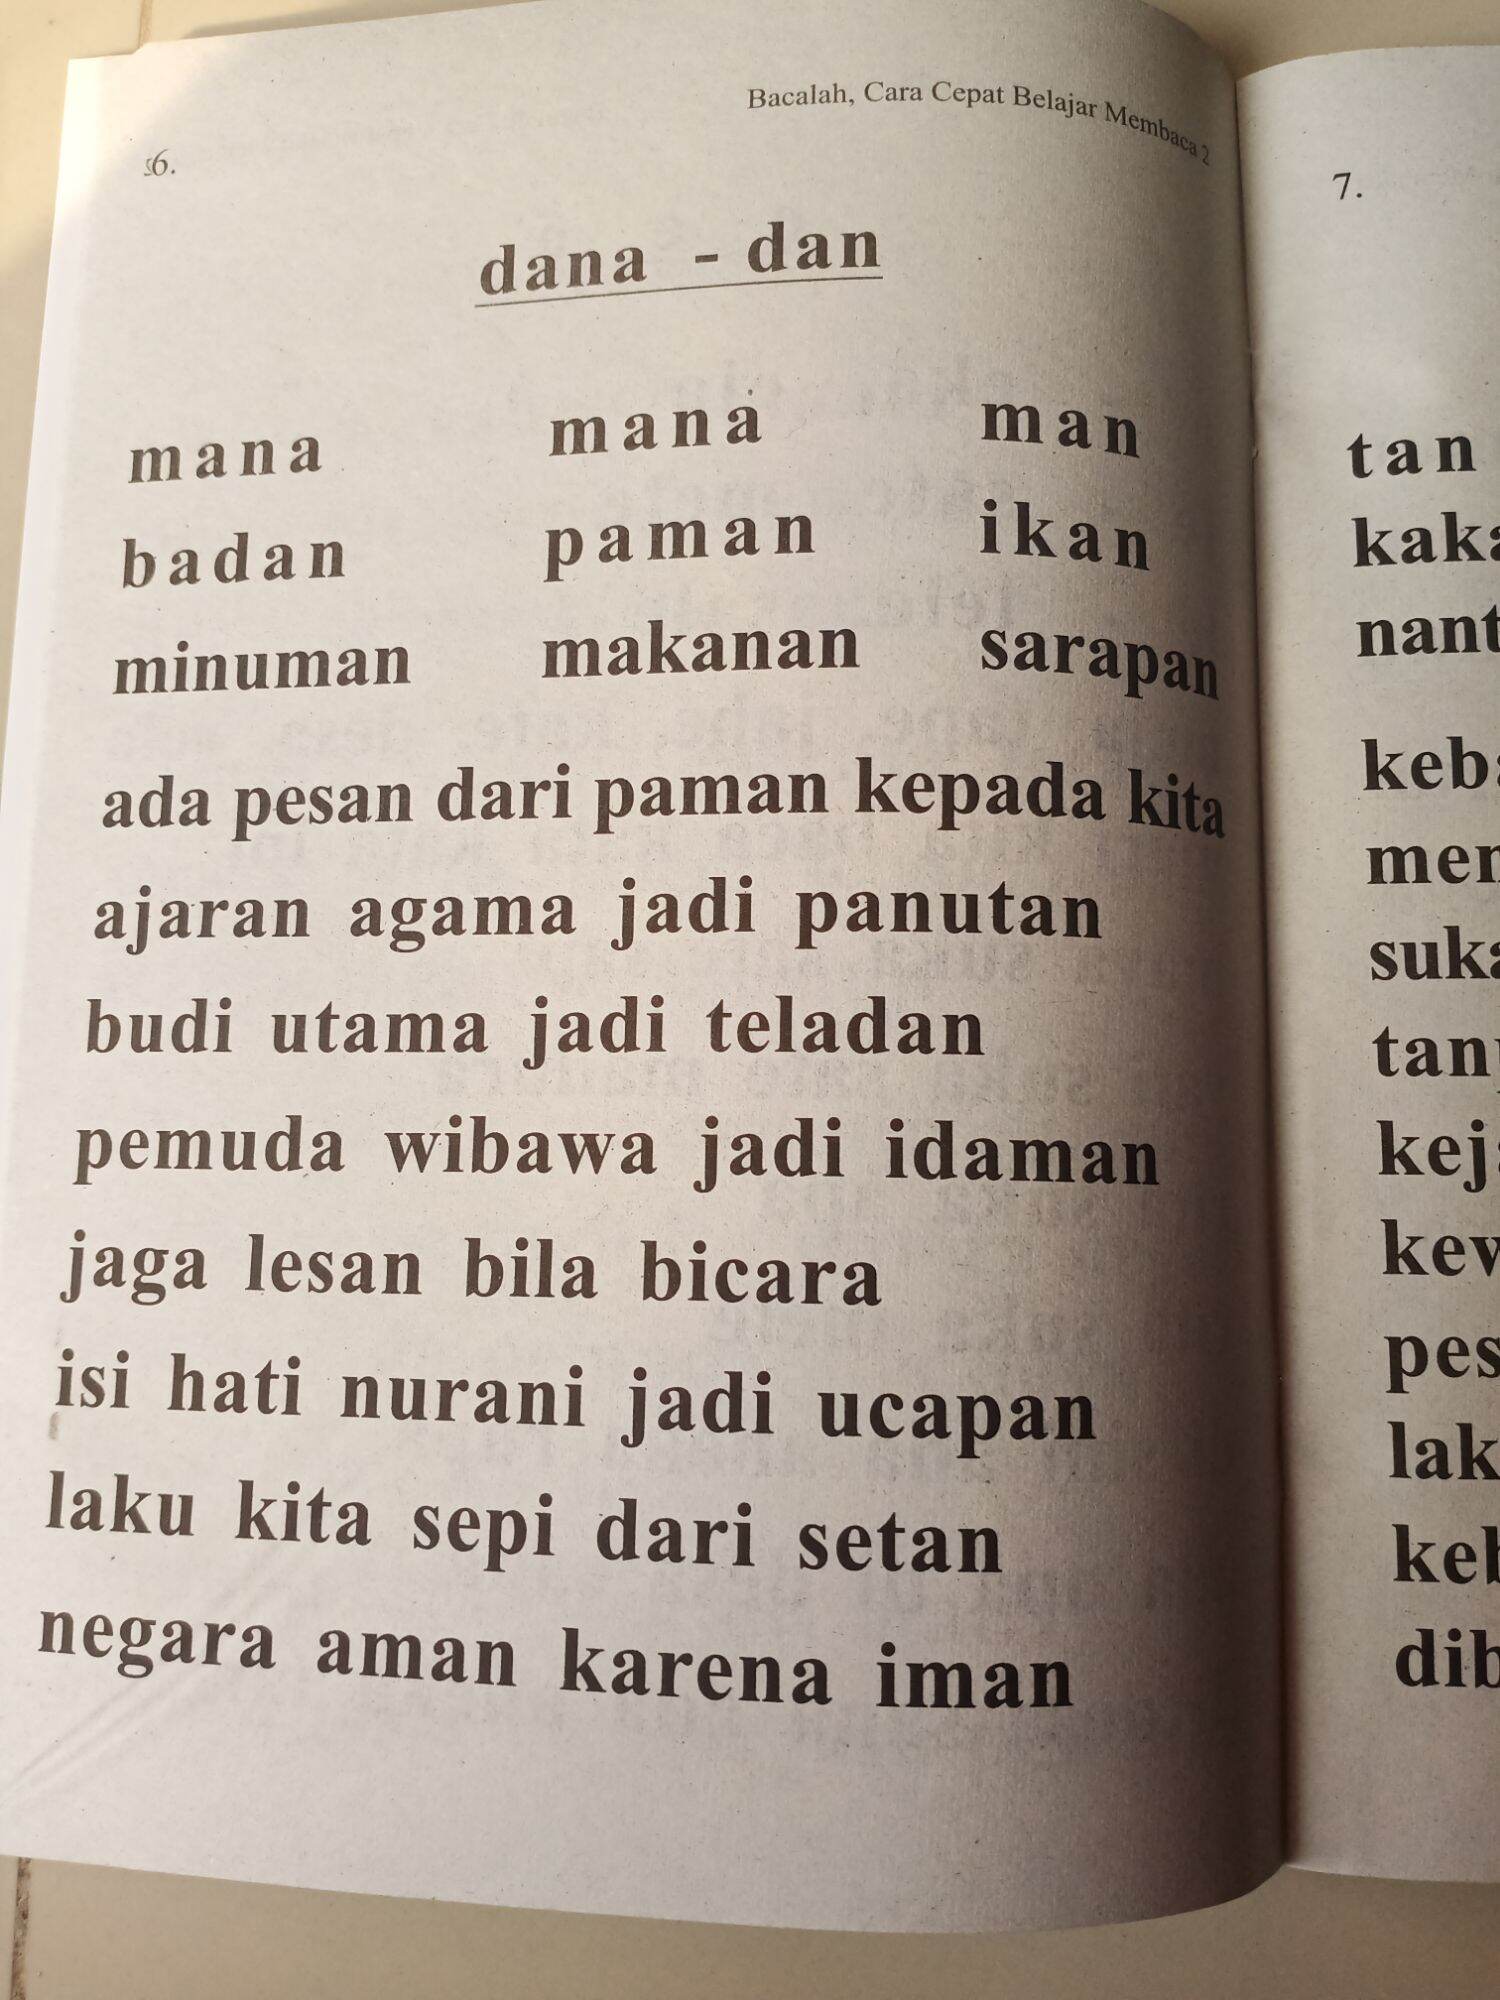 Bacalah, Cara Cepat Belajar Membaca 2
6.
dana - dan
mana mana man
badan paman ikan
minuman makanan sarapan
ada pesan dari paman kepada kita
ajaran agama jadi panutan
budi utama jadi teladan
pemuda wibawa jadi idaman
jaga lesan bila bicara
isi hati nurani jadi ucapan
laku kita sepi dari setan
negara aman karena iman
7.
tan